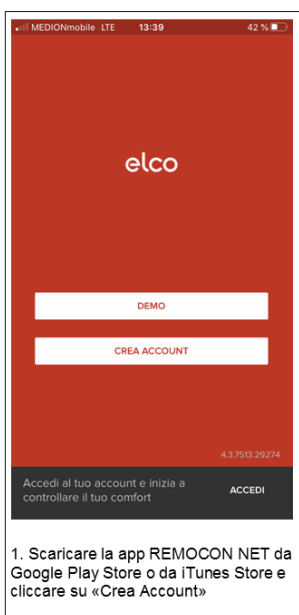 MEDIONmobile LTE 13:39 42 %
elco
DEMO
CREA ACCOUNT
4.3.7513.29274
Accedi al tuo account e inizia a
controllare il tuo comfort
ACCEDI
1. Scaricare la app REMOCON NET da
Google Play Store o da iTunes Store e
cliccare su «Crea Account»